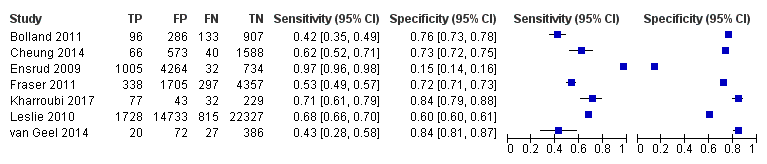 Study TP FP FN TN Sensitivity (95% CI) Specificity (95% CI) Sensitivity (95% CI) Specificity (95% CI)
Bolland 2011 96 286 133 907 0.42 [0.35, 0.49] 0.76 [0.73, 0.78]
Cheung 2014 66 573 40 1588 0.62 [0.52, 0.71] 0.73 [0.72, 0.75]
Ensrud 2009 1005 4264 32 734 0.97 [0.96, 0.98] 0.15 [0.14, 0.16]
Fraser 2011 338 1705 297 4357 0.53 [0.49, 0.57] 0.72 [0.71, 0.73]
Kharroubi 2017 77 43 32 229 0.71 [0.61, 0.79] 0.84 [0.79, 0.88]
Leslie 2010 1728 14733 815 22327 0.68 [0.66, 0.70] 0.60 [0.60, 0.61]
van Geel 2014 20 72 27 386 0.43 [0.28, 0.58] 0.84 [0.81, 0.87]
0 0.2 0.4 0.6 0.8 1 0 0.2 0.4 0.6 0.8 1